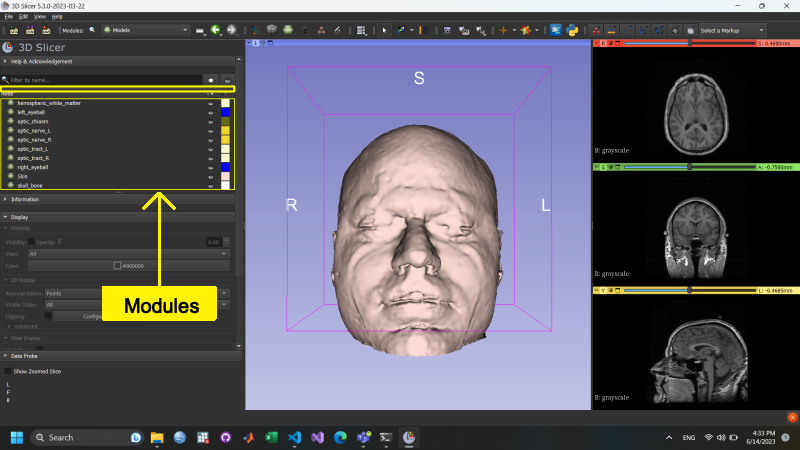 3D Slicer 5.3.0-2023-03-22
File Edit View Help
Modules: Models
Select a Markup
3D Slicer
Help & Acknowledgement
Filter by name...
Node
hemispheric_white_matter
left_eyeball
optic_chiasm
optic_nerve_L
optic_nerve_R
optic_tract_L
optic_tract_R
right_eyeball
Skin
skull_bone
Information
Display
Visibility
Visibility: Opacity: 0.00
View: All
Color: #000000
3D Display
Representation: Points
Visible Sides: All
Clipping:
Advanced
Slice Display
Modules
Data Probe
Show Zoomed Slice
L
F
B
1
S
R
L
R S: 0.4690mm
B: grayscale
G A: -0.7580mm
B: grayscale
Y L: -0.4685mm
B: grayscale
Search
ENG
4:33 PM
6/14/2023